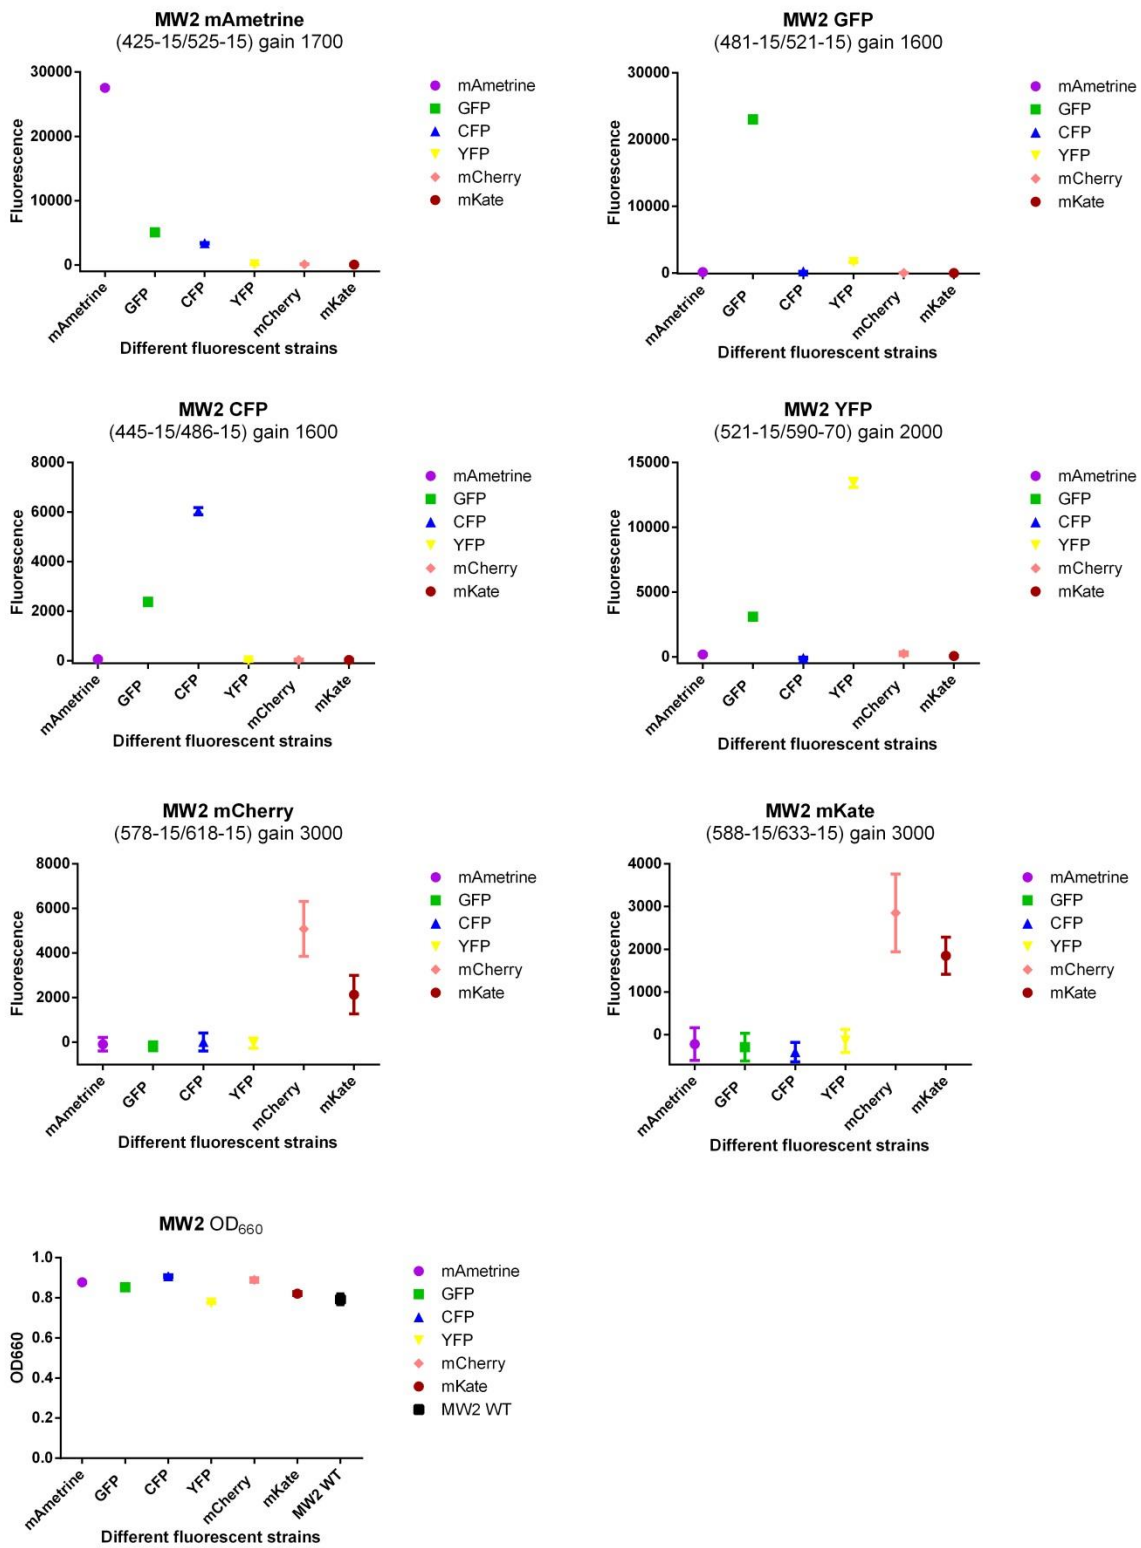 MW2 mAmetrine
(425-15/525-15) gain 1700
Fluorescence
30000
20000
10000
0
mAmetrine
GFP
CFP
YFP
mCherry
mKate
Different fluorescent strains
mAmetrine
GFP
CFP
YFP
mCherry
mKate
MW2 GFP
(481-15/521-15) gain 1600
Fluorescence
30000
20000
10000
0
mAmetrine
GFP
CFP
YFP
mCherry
mKate
Different fluorescent strains
mAmetrine
GFP
CFP
YFP
mCherry
mKate
MW2 CFP
(445-15/486-15) gain 1600
Fluorescence
8000
6000
4000
2000
0
mAmetrine
GFP
CFP
YFP
mCherry
mKate
Different fluorescent strains
mAmetrine
GFP
CFP
YFP
mCherry
mKate
MW2 YFP
(521-15/590-70) gain 2000
Fluorescence
15000
10000
5000
0
mAmetrine
GFP
CFP
YFP
mCherry
mKate
Different fluorescent strains
mAmetrine
GFP
CFP
YFP
mCherry
mKate
MW2 mCherry
(578-15/618-15) gain 3000
Fluorescence
8000
6000
4000
2000
0
mAmetrine
GFP
CFP
YFP
mCherry
mKate
Different fluorescent strains
mAmetrine
GFP
CFP
YFP
mCherry
mKate
MW2 mKate
(588-15/633-15) gain 3000
Fluorescence
4000
3000
2000
1000
0
mAmetrine
GFP
CFP
YFP
mCherry
mKate
Different fluorescent strains
mAmetrine
GFP
CFP
YFP
mCherry
mKate
MW2 OD660
OD660
1.0
0.8
0.6
0.4
0.2
0.0
mAmetrine
GFP
CFP
YFP
mCherry
mKate
MW2 WT
Different fluorescent strains
mAmetrine
GFP
CFP
YFP
mCherry
mKate
MW2 WT